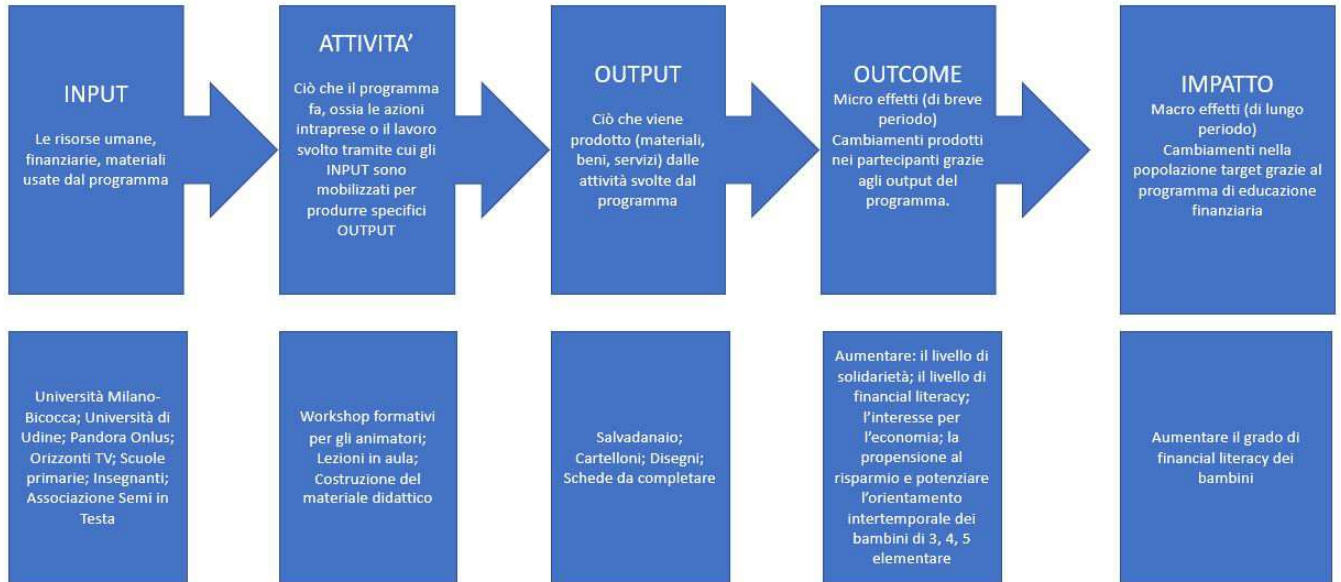 INPUT
Le risorse umane,
finanziarie, materiali
usate dal programma
ATTIVITA’
Ciò che il programma
fa, ossia le azioni
intraprese o il lavoro
svolto tramite cui gli
INPUT sono
mobilizzati per
produrre specifici
OUTPUT
OUTPUT
Ciò che viene
prodotto (materiali,
beni, servizi) dalle
attività svolte dal
programma
OUTCOME
Micro effetti (di breve
periodo)
Cambiamenti prodotti
nei partecipanti grazie
agli output del
programma.
IMPATTO
Macro effetti (di lungo
periodo)
Cambiamenti nella
popolazione target grazie al
programma di educazione
finanziaria
Università Milano-
Bicocca; Università di
Udine; Pandora Onlus;
Orizzonti TV; Scuole
primarie; Insegnanti;
Associazione Semi in
Testa
Workshop formativi
per gli animatori;
Lezioni in aula;
Costruzione del
materiale didattico
Salvadanaio;
Cartelloni; Disegni;
Schede da completare
Aumentare: il livello di
solidarietà; il livello di
financial literacy;
l’interesse per
l’economia; la
propensione al
risparmio e potenziare
l’orientamento
intertemporale dei
bambini di 3, 4, 5
elementare
Aumentare il grado di
financial literacy dei
bambini